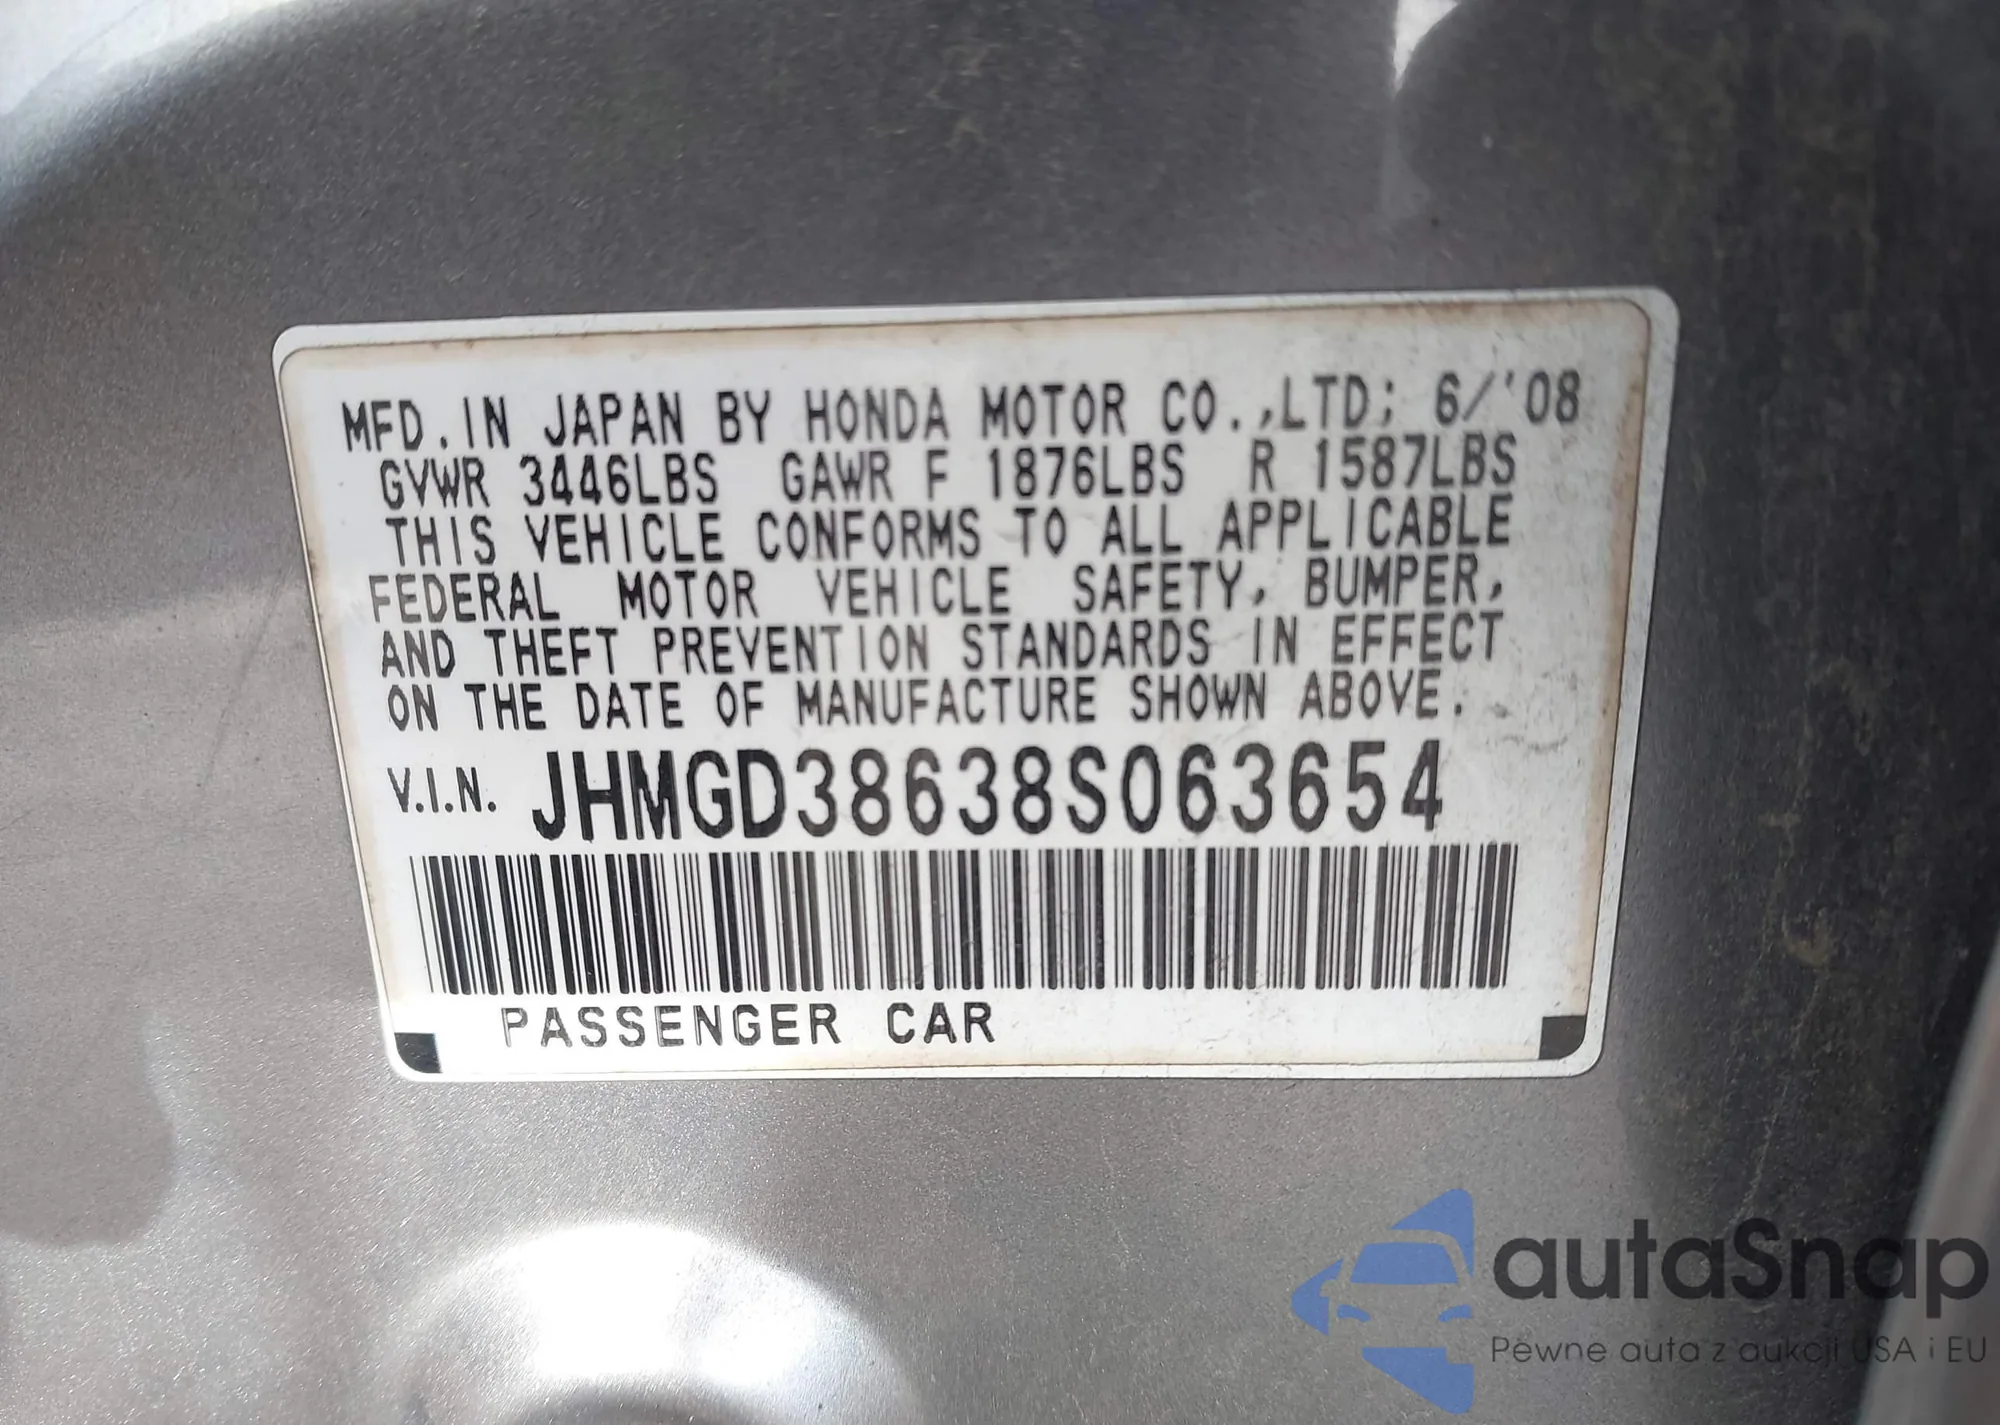 MFD.IN JAPAN BY HONDA MOTOR CO.,LTD; 6/'08
GVWR 3446LBS GAWR F 1876LBS R 1587LBS
THIS VEHICLE CONFORMS TO ALL APPLICABLE
FEDERAL MOTOR VEHICLE SAFETY, BUMPER,
AND THEFT PREVENTION STANDARDS IN EFFECT
ON THE DATE OF MANUFACTURE SHOWN ABOVE.
V.I.N. JHMGD38638S063654
PASSENGER CAR
autaSnap
Pewne auta z aukcji USA i EU